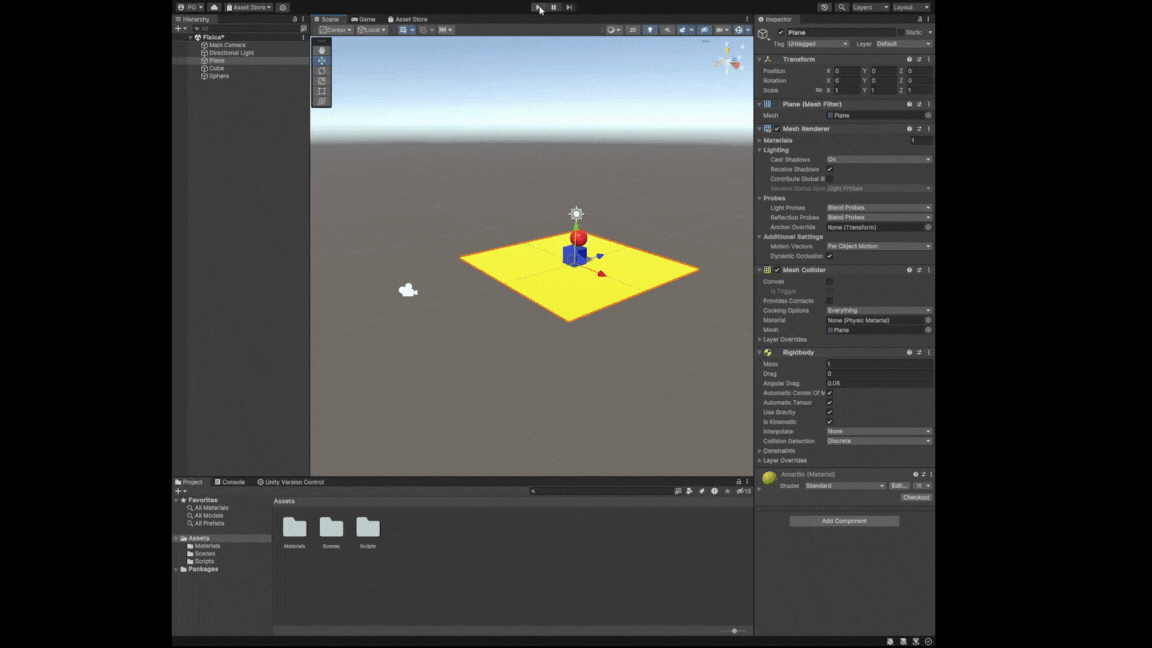 PG
Asset Store
Layers
Layout
Hierarchy
All
Fisica*
Main Camera
Directional Light
Plane
Cube
Sphere
Scene
Game
Asset Store
Center
Local
2D
Inspector
Plane
Static
Tag
Untagged
Layer
Default
Transform
Position
X 0 Y 0 Z 0
Rotation
X 0 Y 0 Z 0
Scale
X 1 Y 1 Z 1
Plane (Mesh Filter)
Mesh
Plane
Mesh Renderer
Materials
1
Lighting
Cast Shadows
On
Receive Shadows
Contribute Global Il
Light Probes
Probes
Light Probes
Blend Probes
Reflection Probes
Blend Probes
Anchor Override
None (Transform)
Additional Settings
Motion Vectors
Per Object Motion
Dynamic Occlusion
Mesh Collider
Convex
Is Trigger
Provides Contacts
Cooking Options
Everything
Material
None (Physic Material)
Mesh
Plane
Layer Overrides
Rigidbody
Mass
1
Drag
0
Angular Drag
0.05
Automatic Center Of M
Automatic Tensor
Use Gravity
Is Kinematic
Interpolate
None
Collision Detection
Discrete
Constraints
Layer Overrides
Amarillo (Material)
Shader
Standard
Edit...
Checkout
Add Component
Project
Console
Unity Version Control
13
Favorites
All Materials
All Models
All Prefabs
Assets
Materials
Scenes
Scripts
Packages
Assets
Materials
Scenes
Scripts